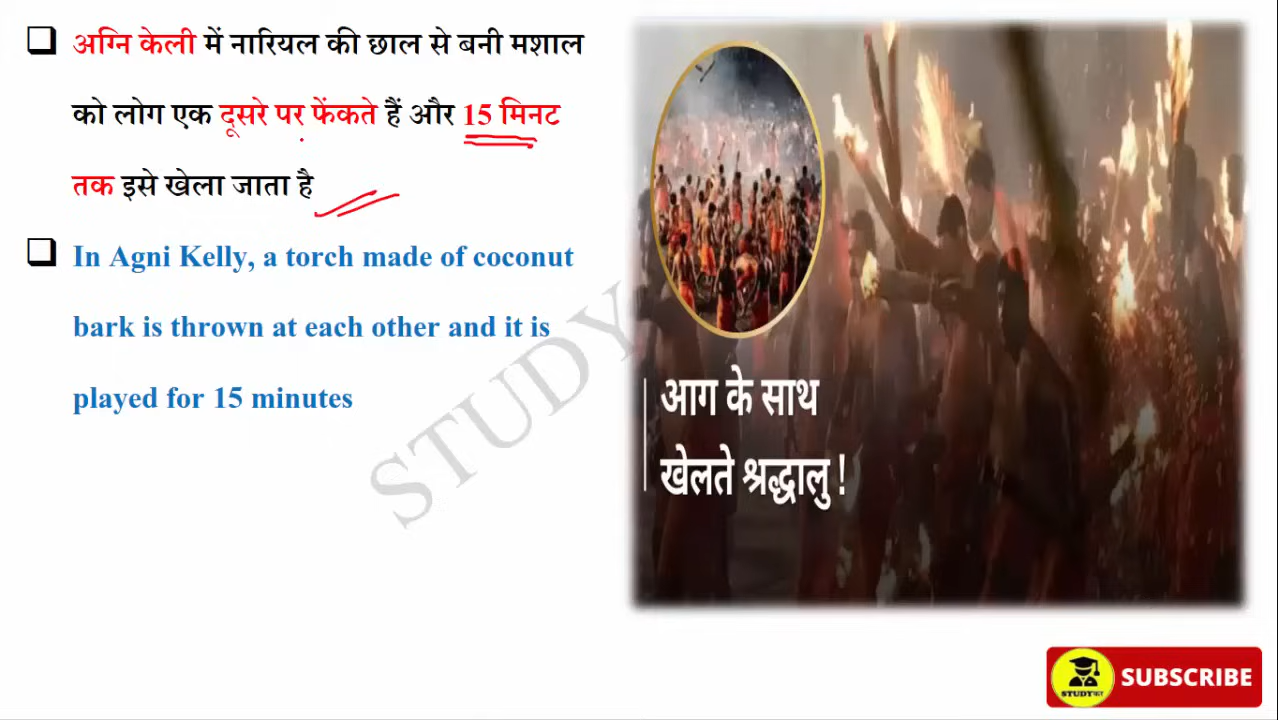 अग्नि केली में नारियल की छाल से बनी मशाल
को लोग एक दूसरे पर फेंकते हैं और 15 मिनट
तक इसे खेला जाता है
In Agni Kelly, a torch made of coconut
bark is thrown at each other and it is
played for 15 minutes
आग के साथ
खेलते श्रद्धालु !
STUDY
STUDYकर
SUBSCRIBE